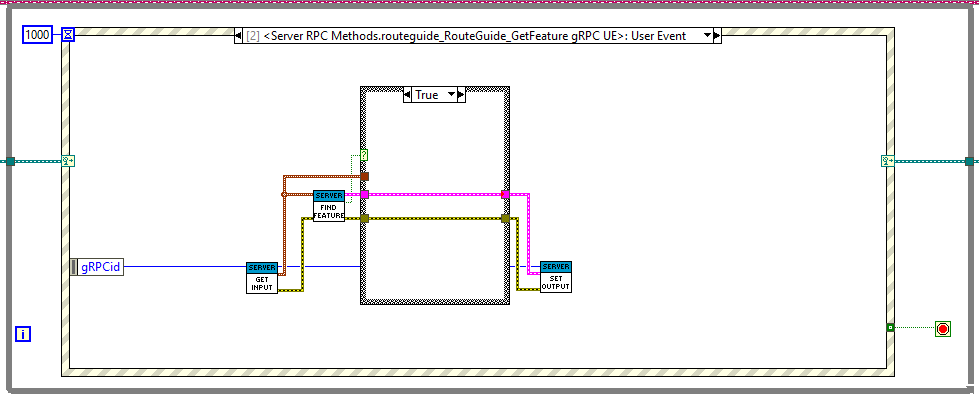 1000
[2] <Server RPC Methods.routeguide_RouteGuide_GetFeature gRPC UE>: User Event
True
?
SERVER
FIND
FEATURE
gRPCid
SERVER
GET
INPUT
SERVER
SET
OUTPUT
i